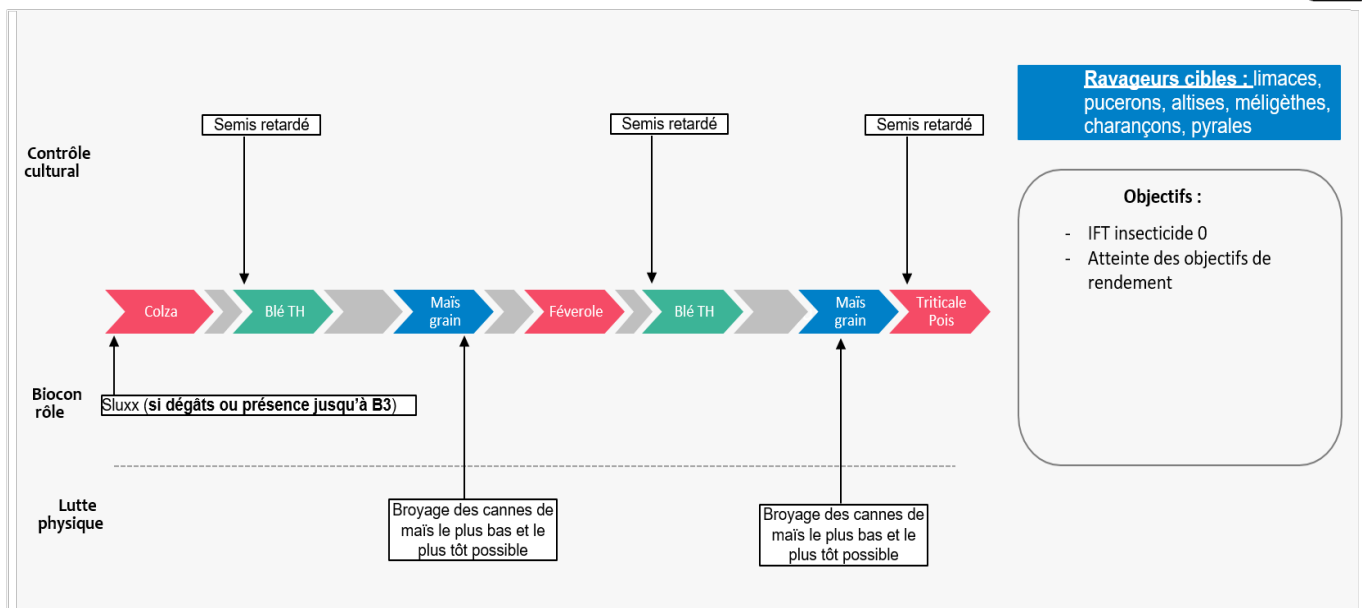 Ravageurs cibles : limaces,
pucerons, altises, méligèthes,
charançons, pyrales
Semis retardé
Semis retardé
Semis retardé
Contrôle
cultural
Objectifs :
- IFT insecticide 0
- Atteinte des objectifs de
rendement
Colza
Blé TH
Maïs
grain
Féverole
Blé TH
Maïs
grain
Triticale
Pois
Biocon
rôle
Sluxx (si dégâts ou présence jusqu'à B3)
Lutte
physique
Broyage des cannes de
maïs le plus bas et le
plus tôt possible
Broyage des cannes de
maïs le plus bas et le
plus tôt possible